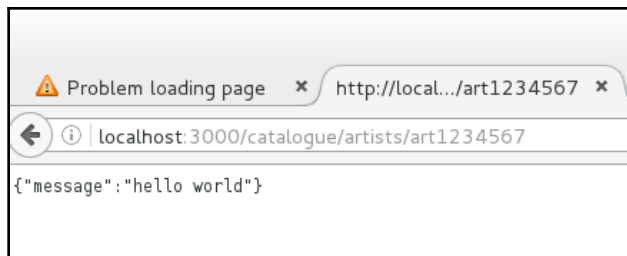 Problem loading page × http://local.../art1234567 ×
localhost:3000/catalogue/artists/art1234567
{"message":"hello world"}